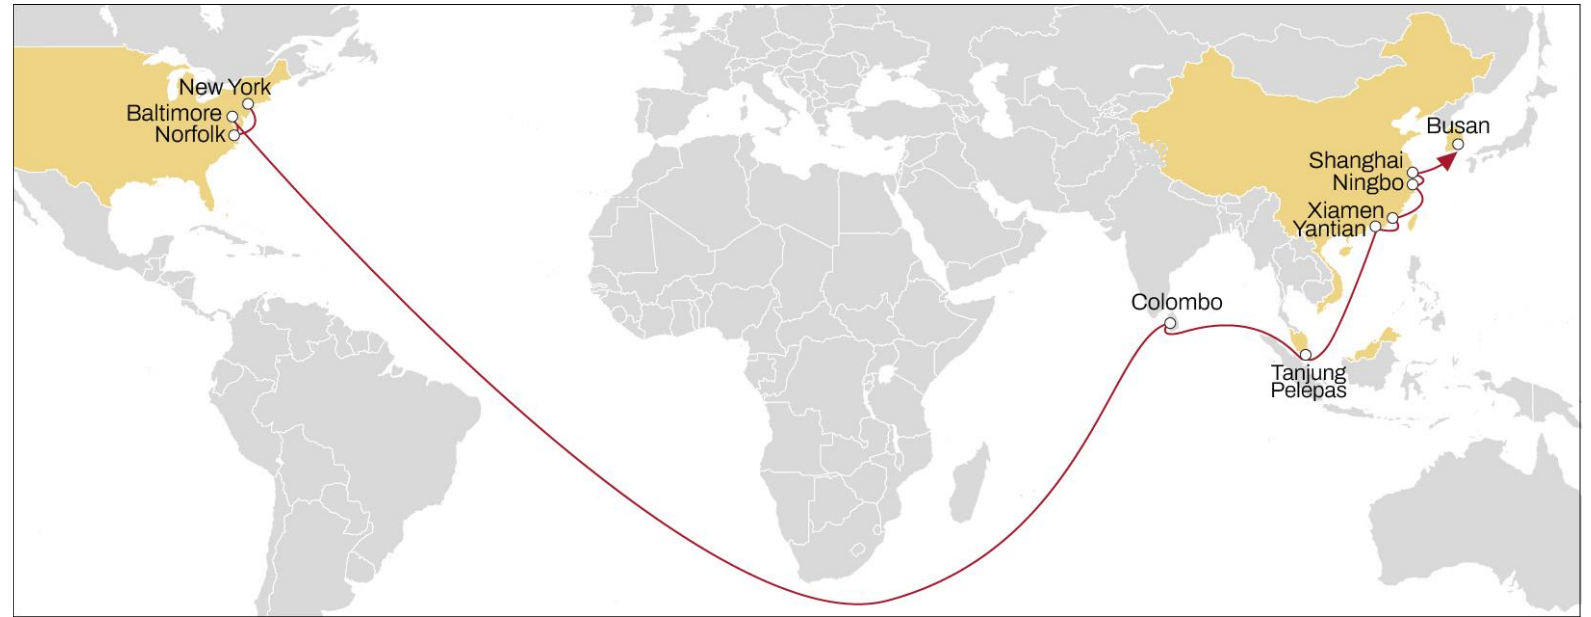 New York
Baltimore
Norfolk
Busan
Shanghai
Ningbo
Xiamen
Yantian
Colombo
Tanjung
Pelepas